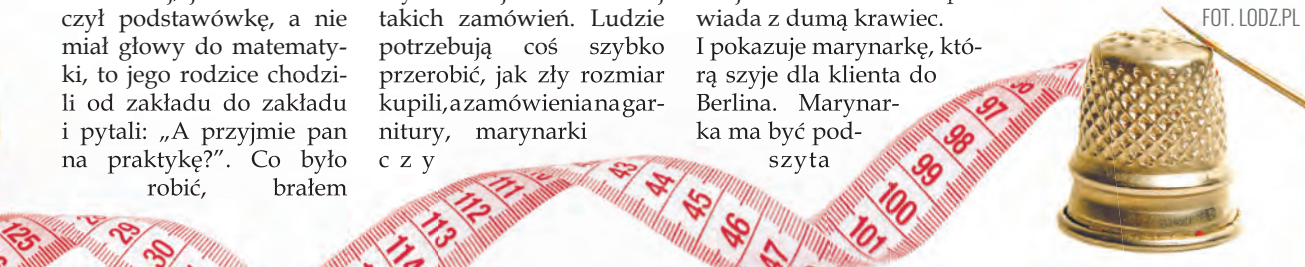 czył podstawówkę, a nie
miał głowy do matematy-
ki, to jego rodzice chodzi-
li od zakładu do zakładu
i pytali: „A przyjmie pan
na praktykę?”. Co było
robić, brałem
takich zamówień. Ludzie
potrzebują coś szybko
przerobić, jak zły rozmiar
kupili, a zamówienia na gar-
nitury, marynarki
czy
wiada z dumą krawiec.
I pokazuje marynarkę, któ-
rą szyje dla klienta do
Berlina. Marynar-
ka ma być pod-
szyta
FOT. LODZ.PL
125
29
30
114
113
112
111
43
44
45
46
47
101
100
99
98
97